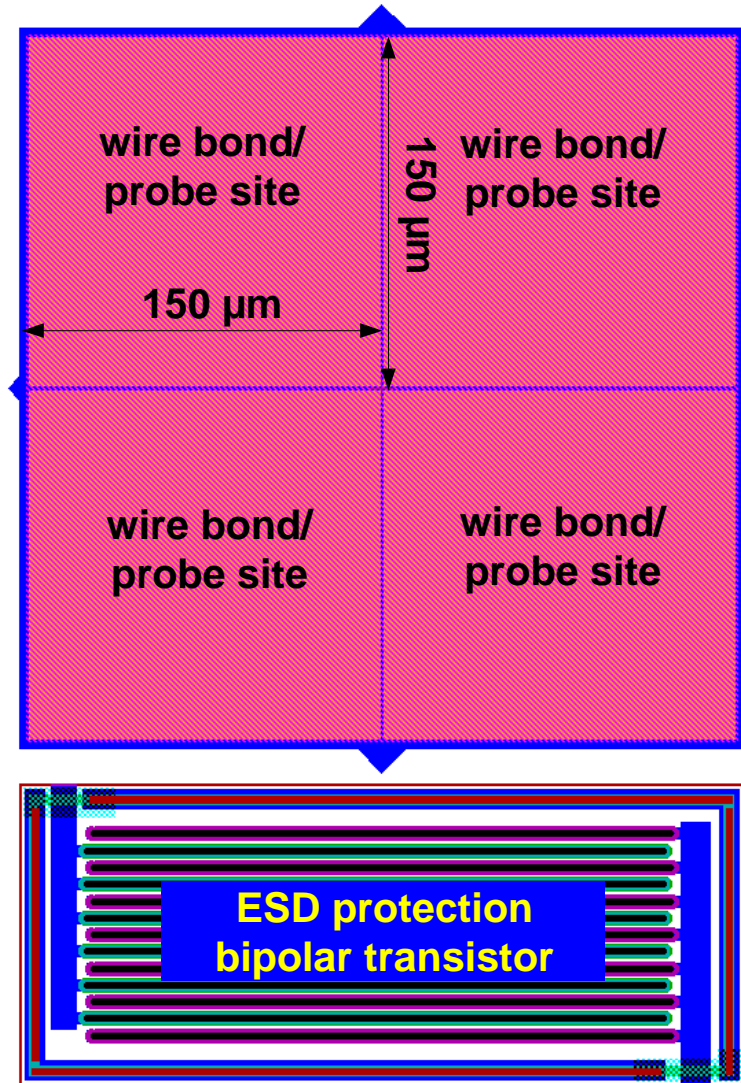 wire bond/
probe site
wire bond/
probe site
150 µm
150 µm
wire bond/
probe site
wire bond/
probe site
ESD protection
bipolar transistor